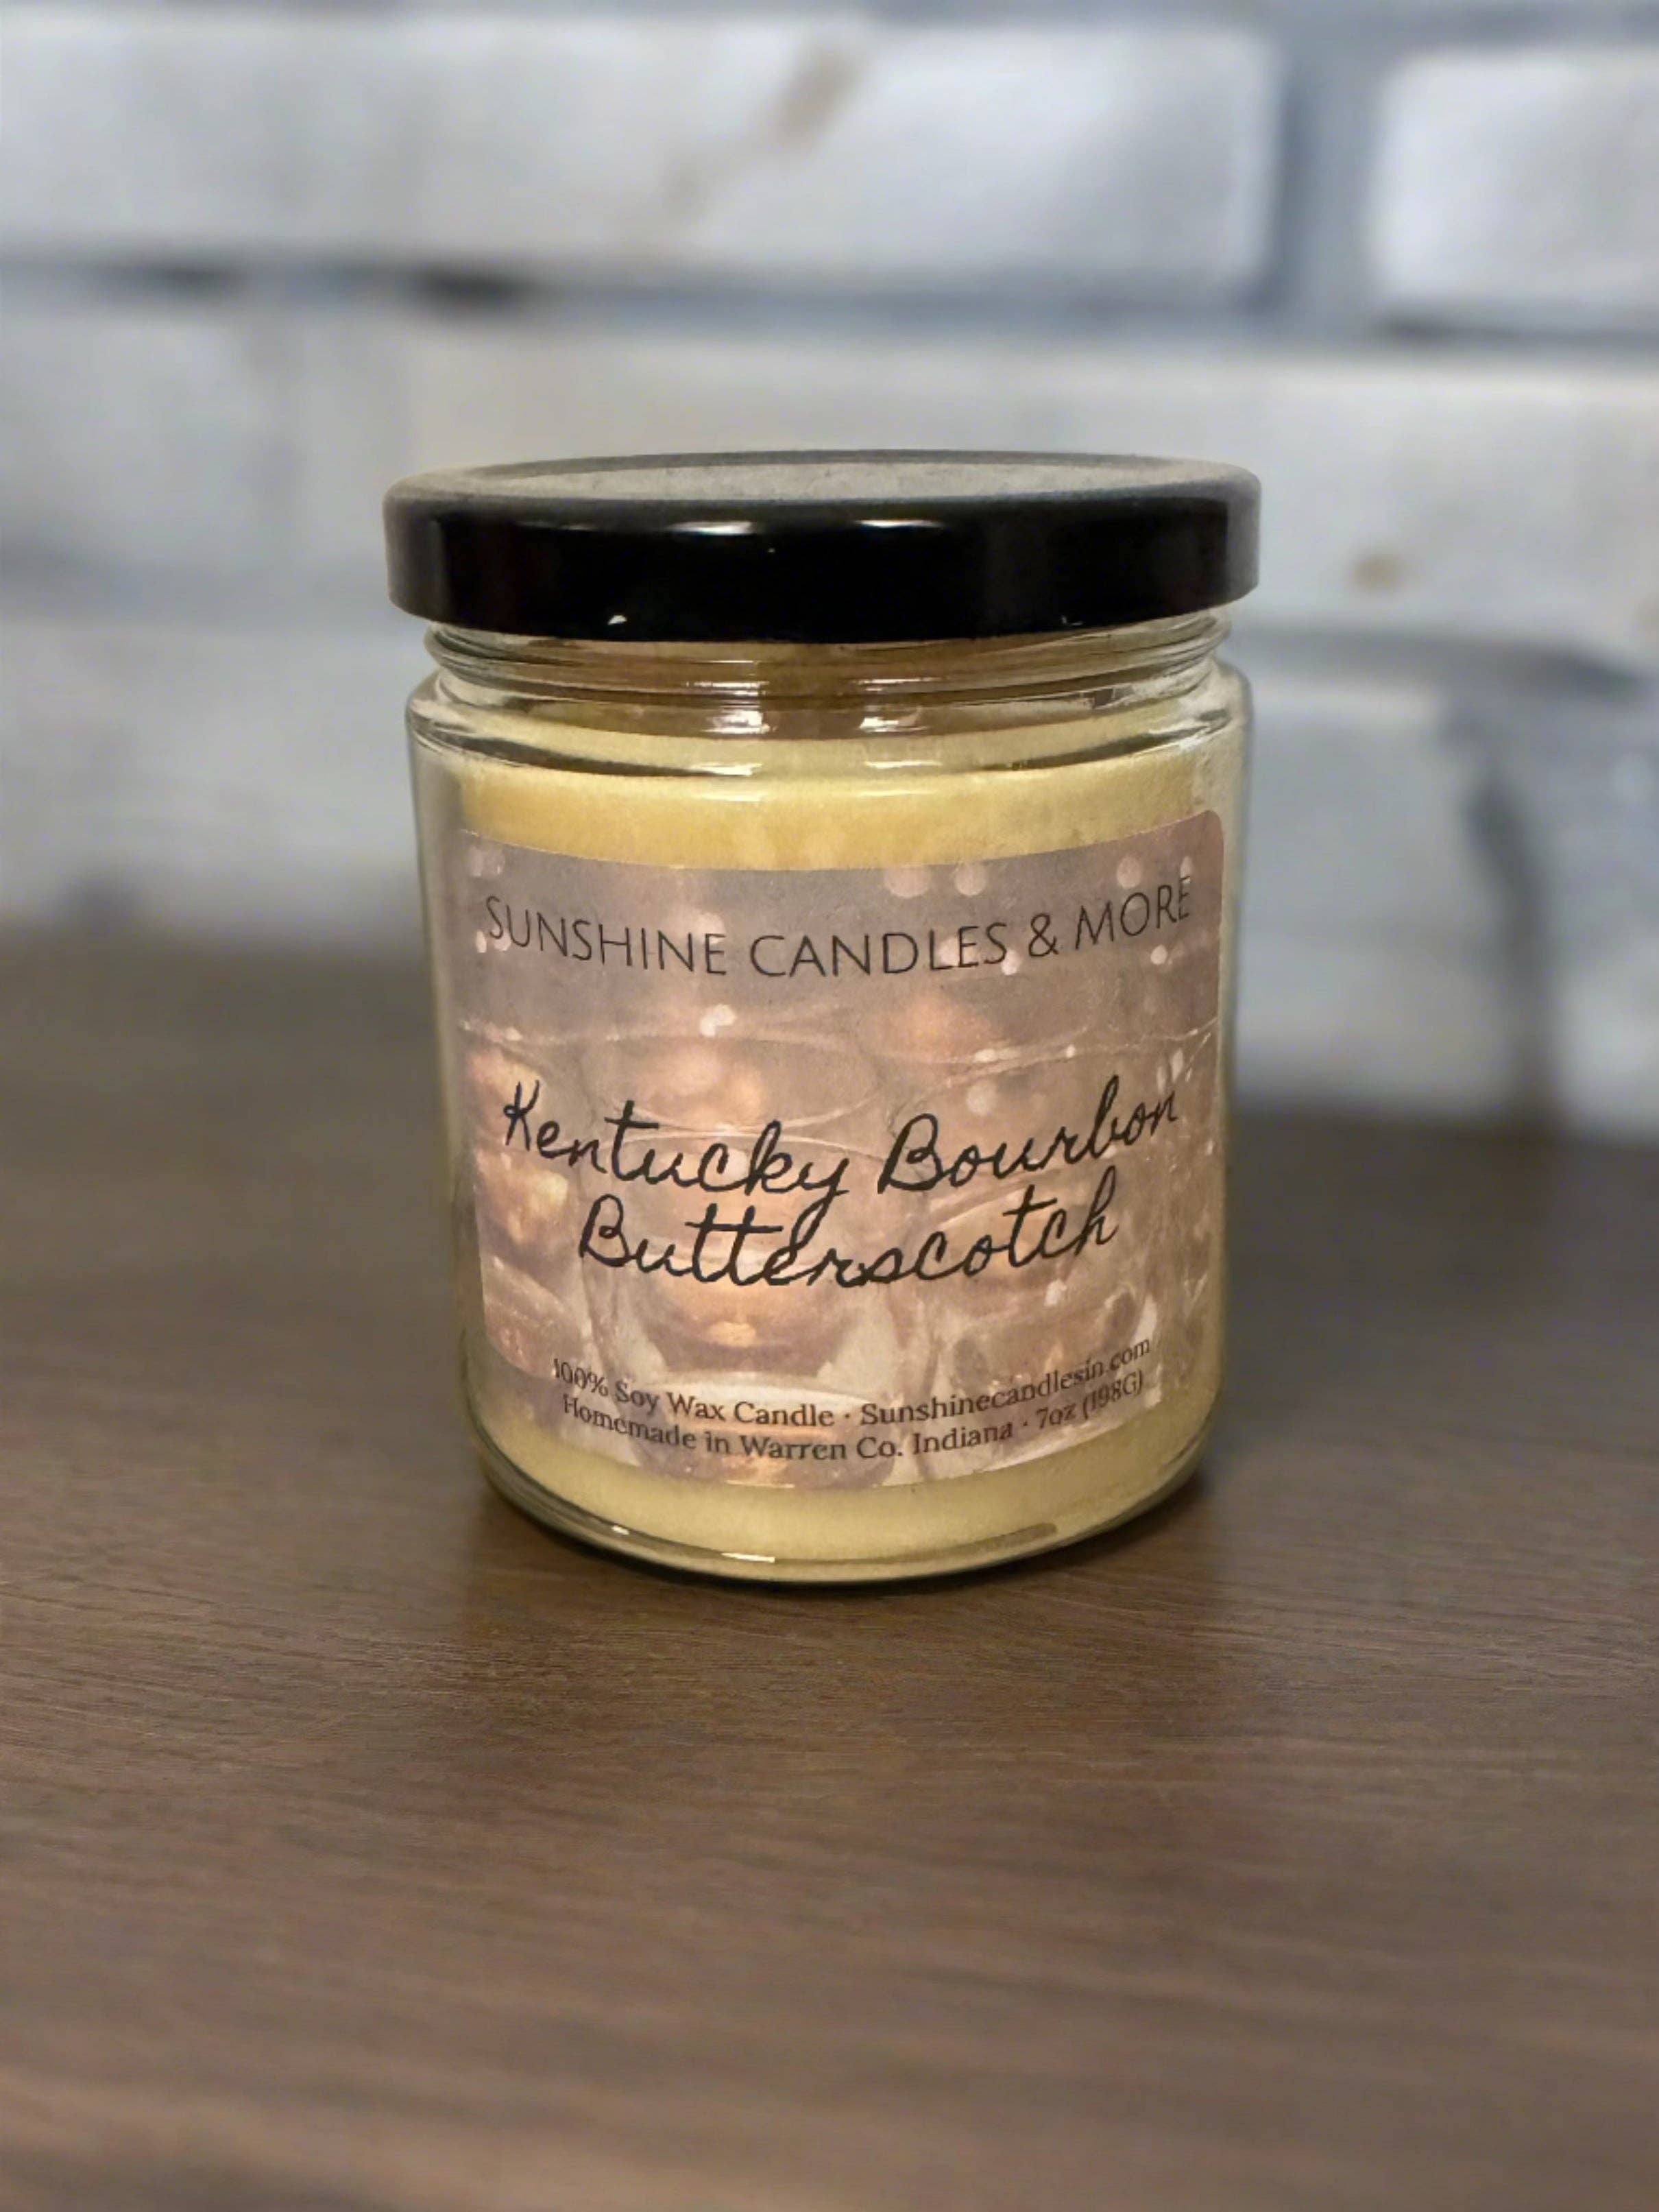 SUNSHINE CANDLES & MORE
Kentucky Bourbon
Butterscotch
100% Soy Wax Candle · Sunshinecandlesin.com
Homemade in Warren Co. Indiana · 7oz (198G)